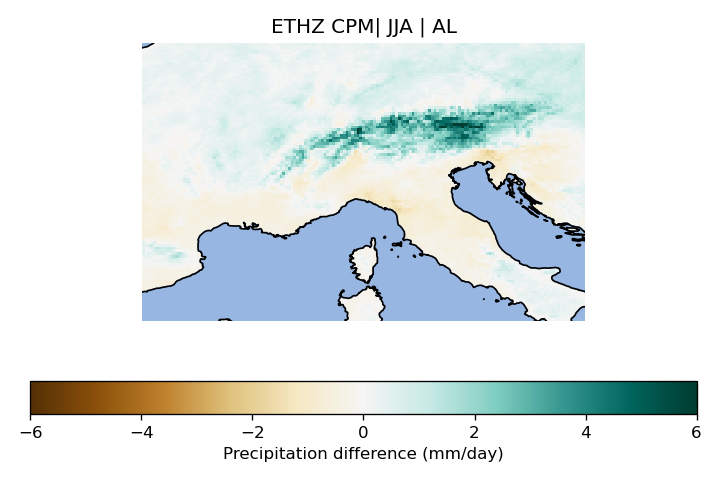 ETHZ CPM| JJA | AL
−6 −4 −2 0 2 4 6
Precipitation difference (mm/day)